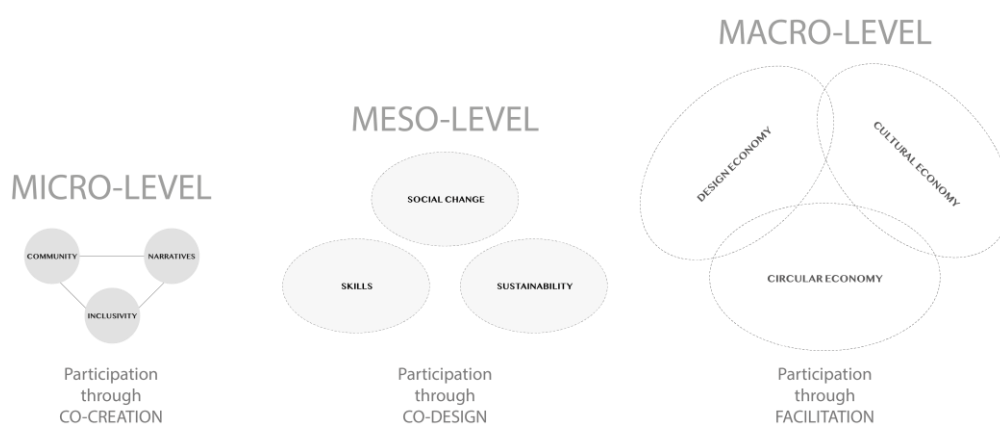 MICRO-LEVEL
COMMUNITY
NARRATIVES
INCLUSIVITY
Participation
through
CO-CREATION
MESO-LEVEL
SOCIAL CHANGE
SKILLS
SUSTAINABILITY
Participation
through
CO-DESIGN
MACRO-LEVEL
DESIGN ECONOMY
CULTURAL ECONOMY
CIRCULAR ECONOMY
Participation
through
FACILITATION